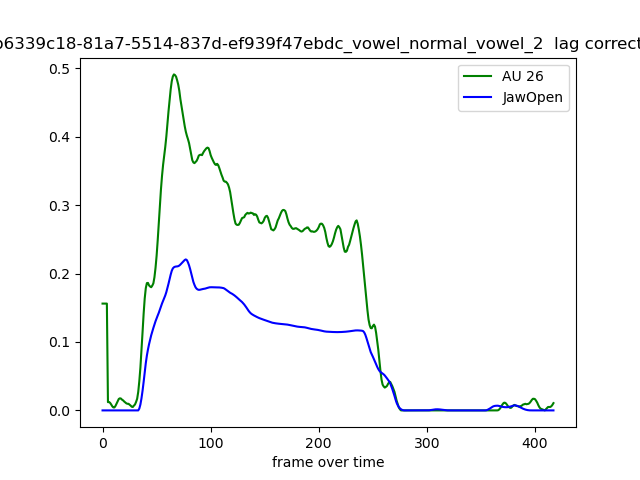 b6339c18-81a7-5514-837d-ef939f47ebdc_vowel_normal_vowel_2 lag correct
AU 26
JawOpen
0.5
0.4
0.3
0.2
0.1
0.0
0 100 200 300 400
frame over time